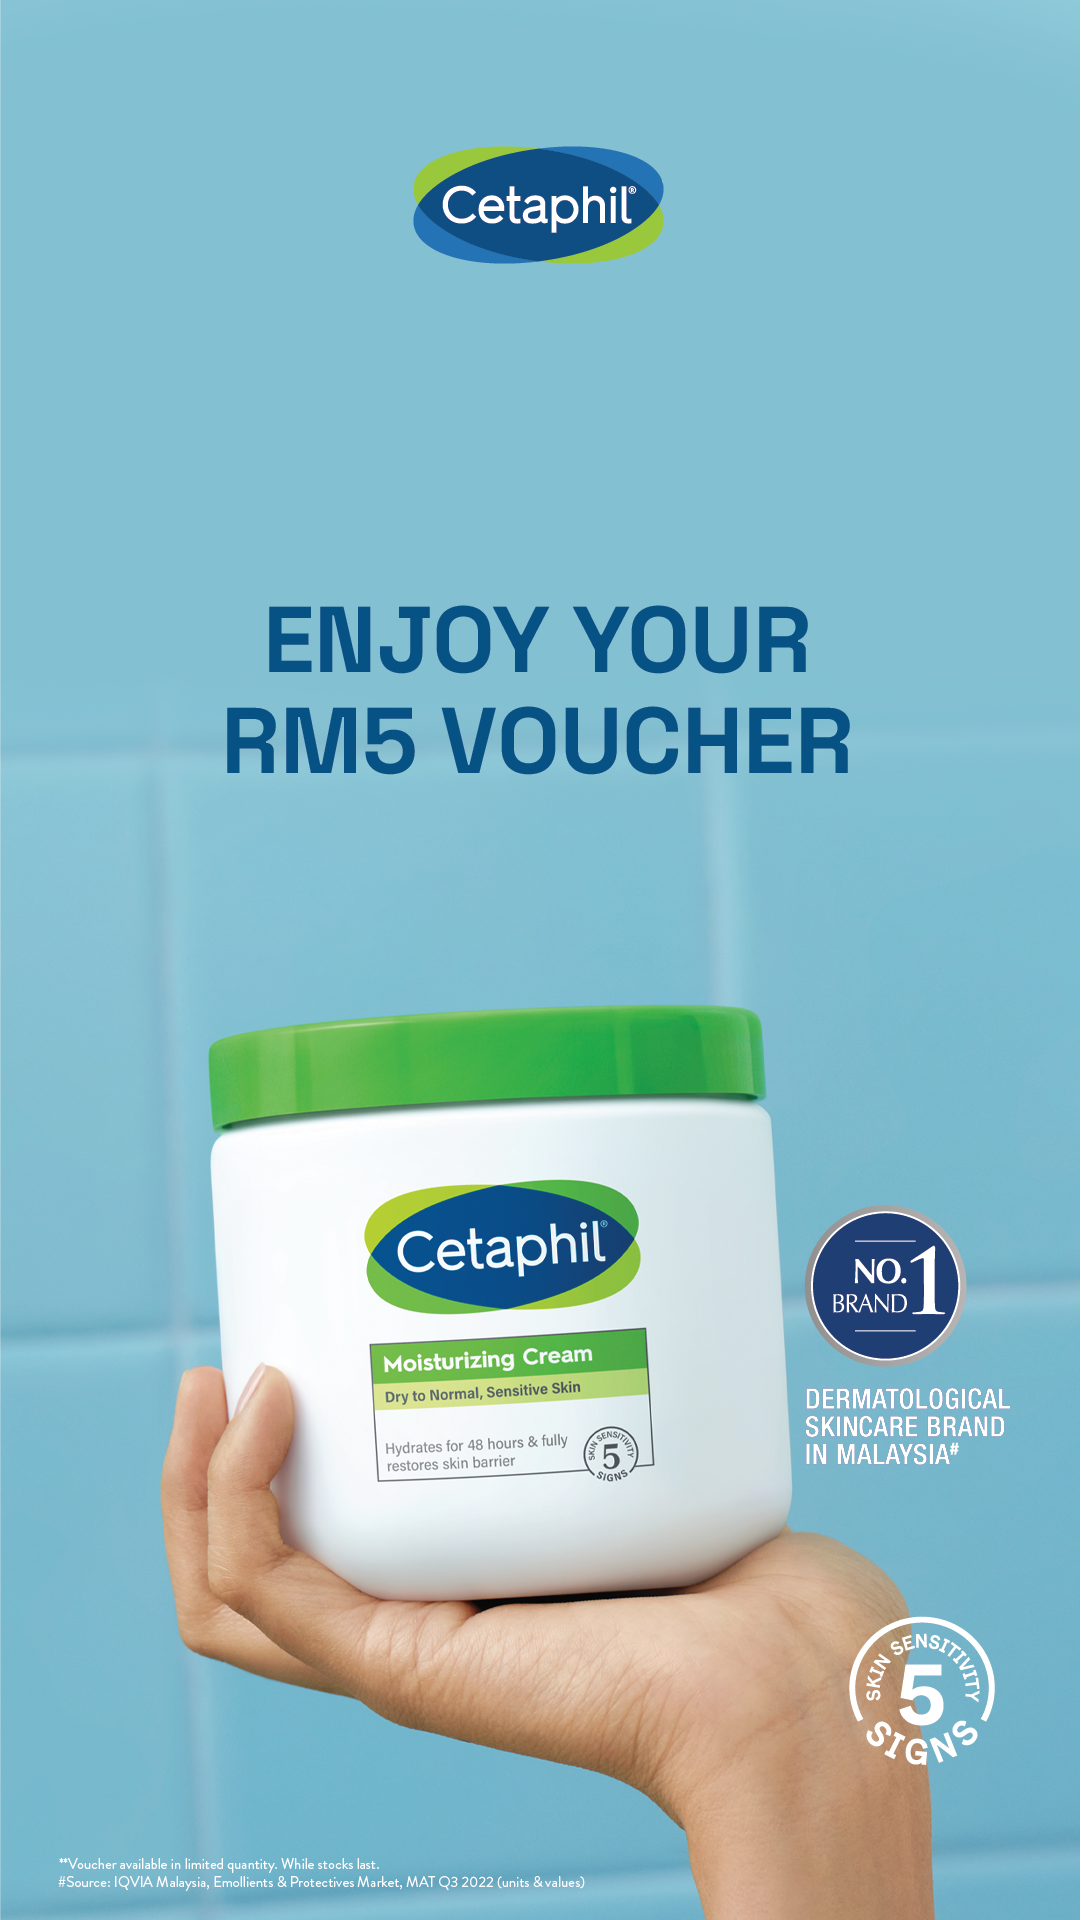 Cetaphil®
ENJOY YOUR
RM5 VOUCHER
Cetaphil®
Moisturizing Cream
Dry to Normal, Sensitive Skin
Hydrates for 48 hours & fully
restores skin barrier
SKIN SENSITIVITY
5
SIGNS
NO.1
BRAND
DERMATOLOGICAL
SKINCARE BRAND
IN MALAYSIA#
SKIN SENSITIVITY
5
SIGNS
**Voucher available in limited quantity. While stocks last.
#Source: IQVIA Malaysia, Emollients & Protectives Market, MAT Q3 2022 (units & values)